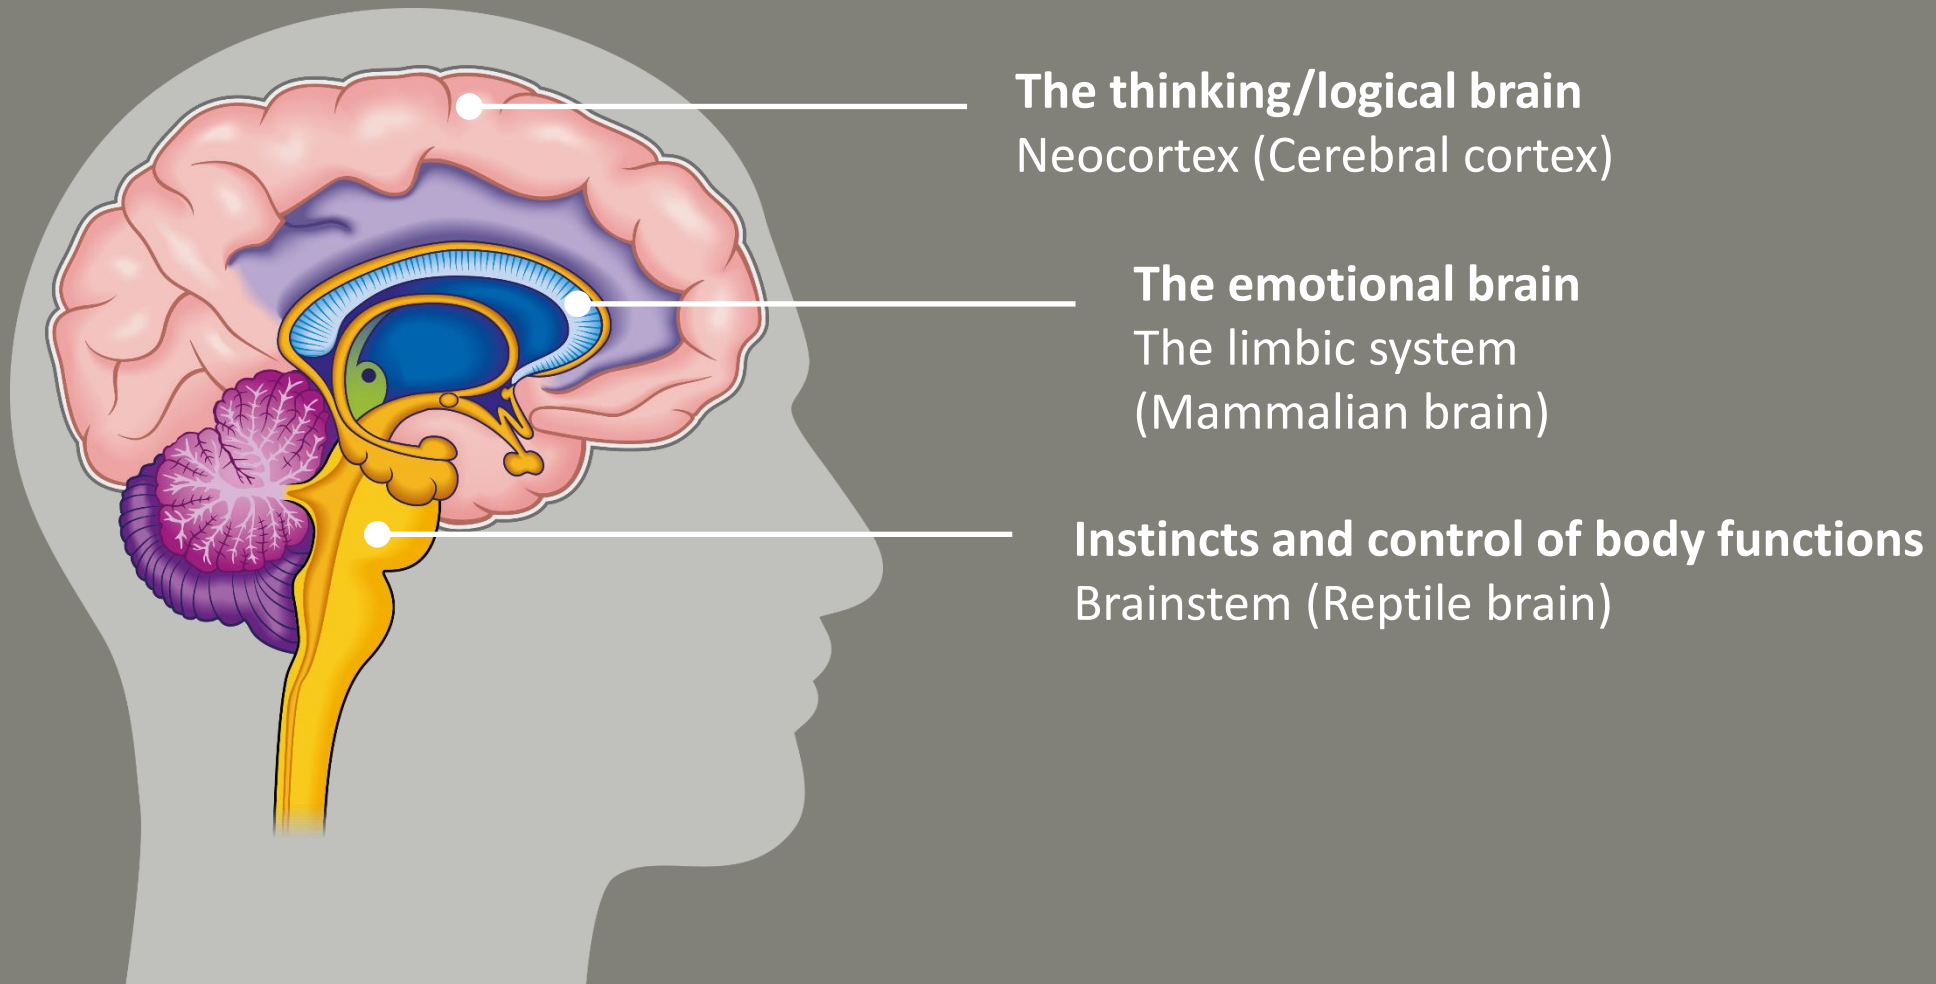 The thinking/logical brain
Neocortex (Cerebral cortex)
The emotional brain
The limbic system
(Mammalian brain)
Instincts and control of body functions
Brainstem (Reptile brain)